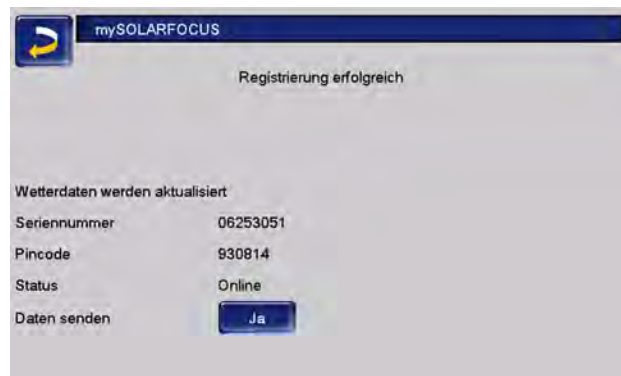 mySOLARFOCUS
Registrierung erfolgreich
Wetterdaten werden aktualisiert
Seriennummer 06253051
Pincode 930814
Status Online
Daten senden Ja